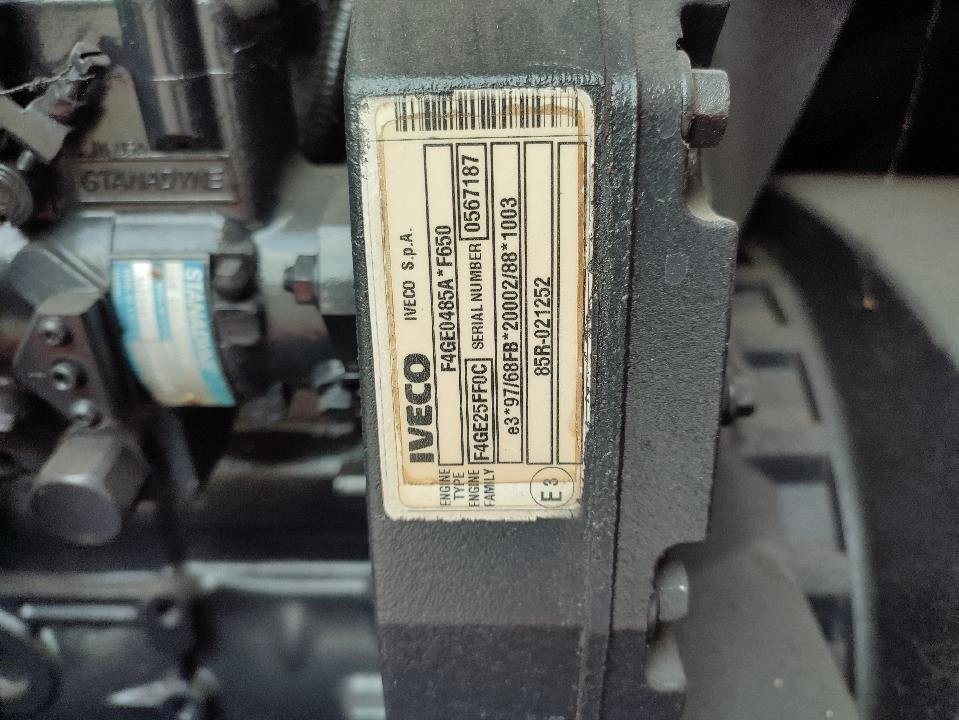 IVECO IVECO S.p.A.
ENGINE TYPE F4GE0485A*F650
ENGINE FAMILY F4GE25FF0C SERIAL NUMBER 0567187
e3*97/68FB*20002/88*1003
E3 85R-021252
STANADYNE
STANADYNE